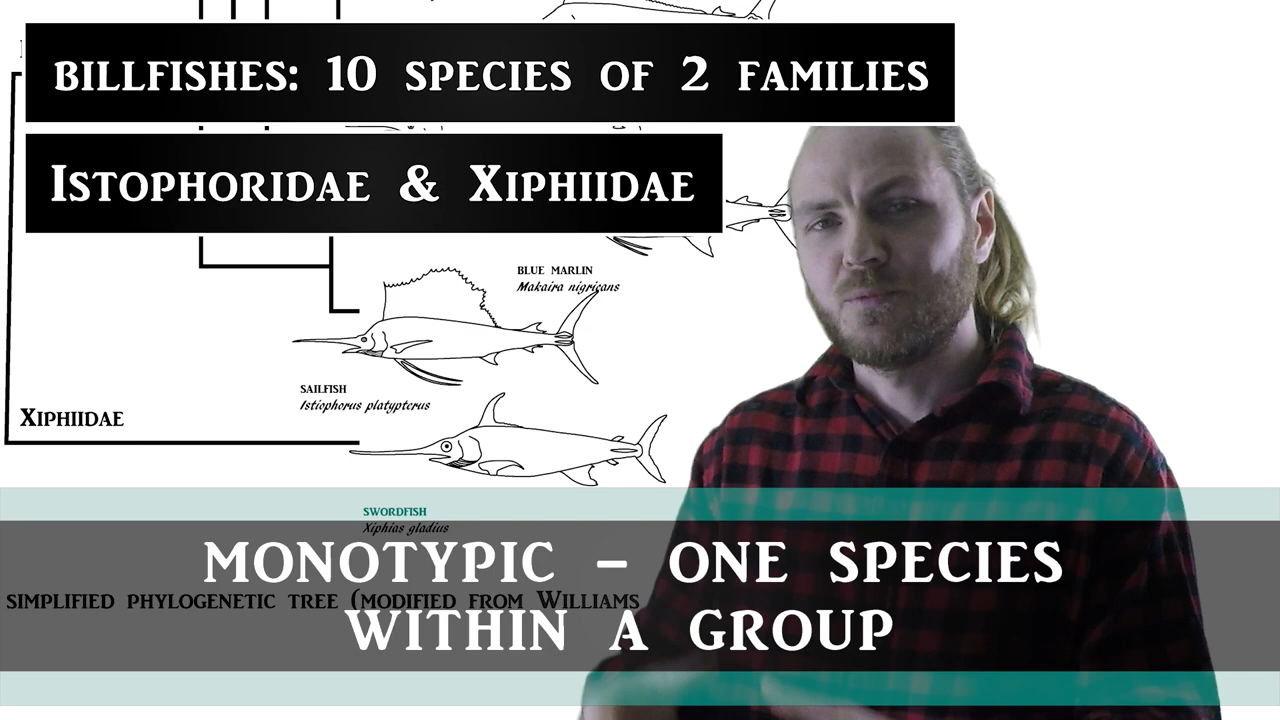 BILLFISHES: 10 SPECIES OF 2 FAMILIES
ISTOPHORIDAE & XIPHIIDAE
BLUE MARLIN
Makaira nigricans
SAILFISH
Istiophorus platypterus
XIPHIIDAE
SWORDFISH
Xiphias gladius
MONOTYPIC – ONE SPECIES
SIMPLIFIED PHYLOGENETIC TREE (MODIFIED FROM WILLIAMS
WITHIN A GROUP